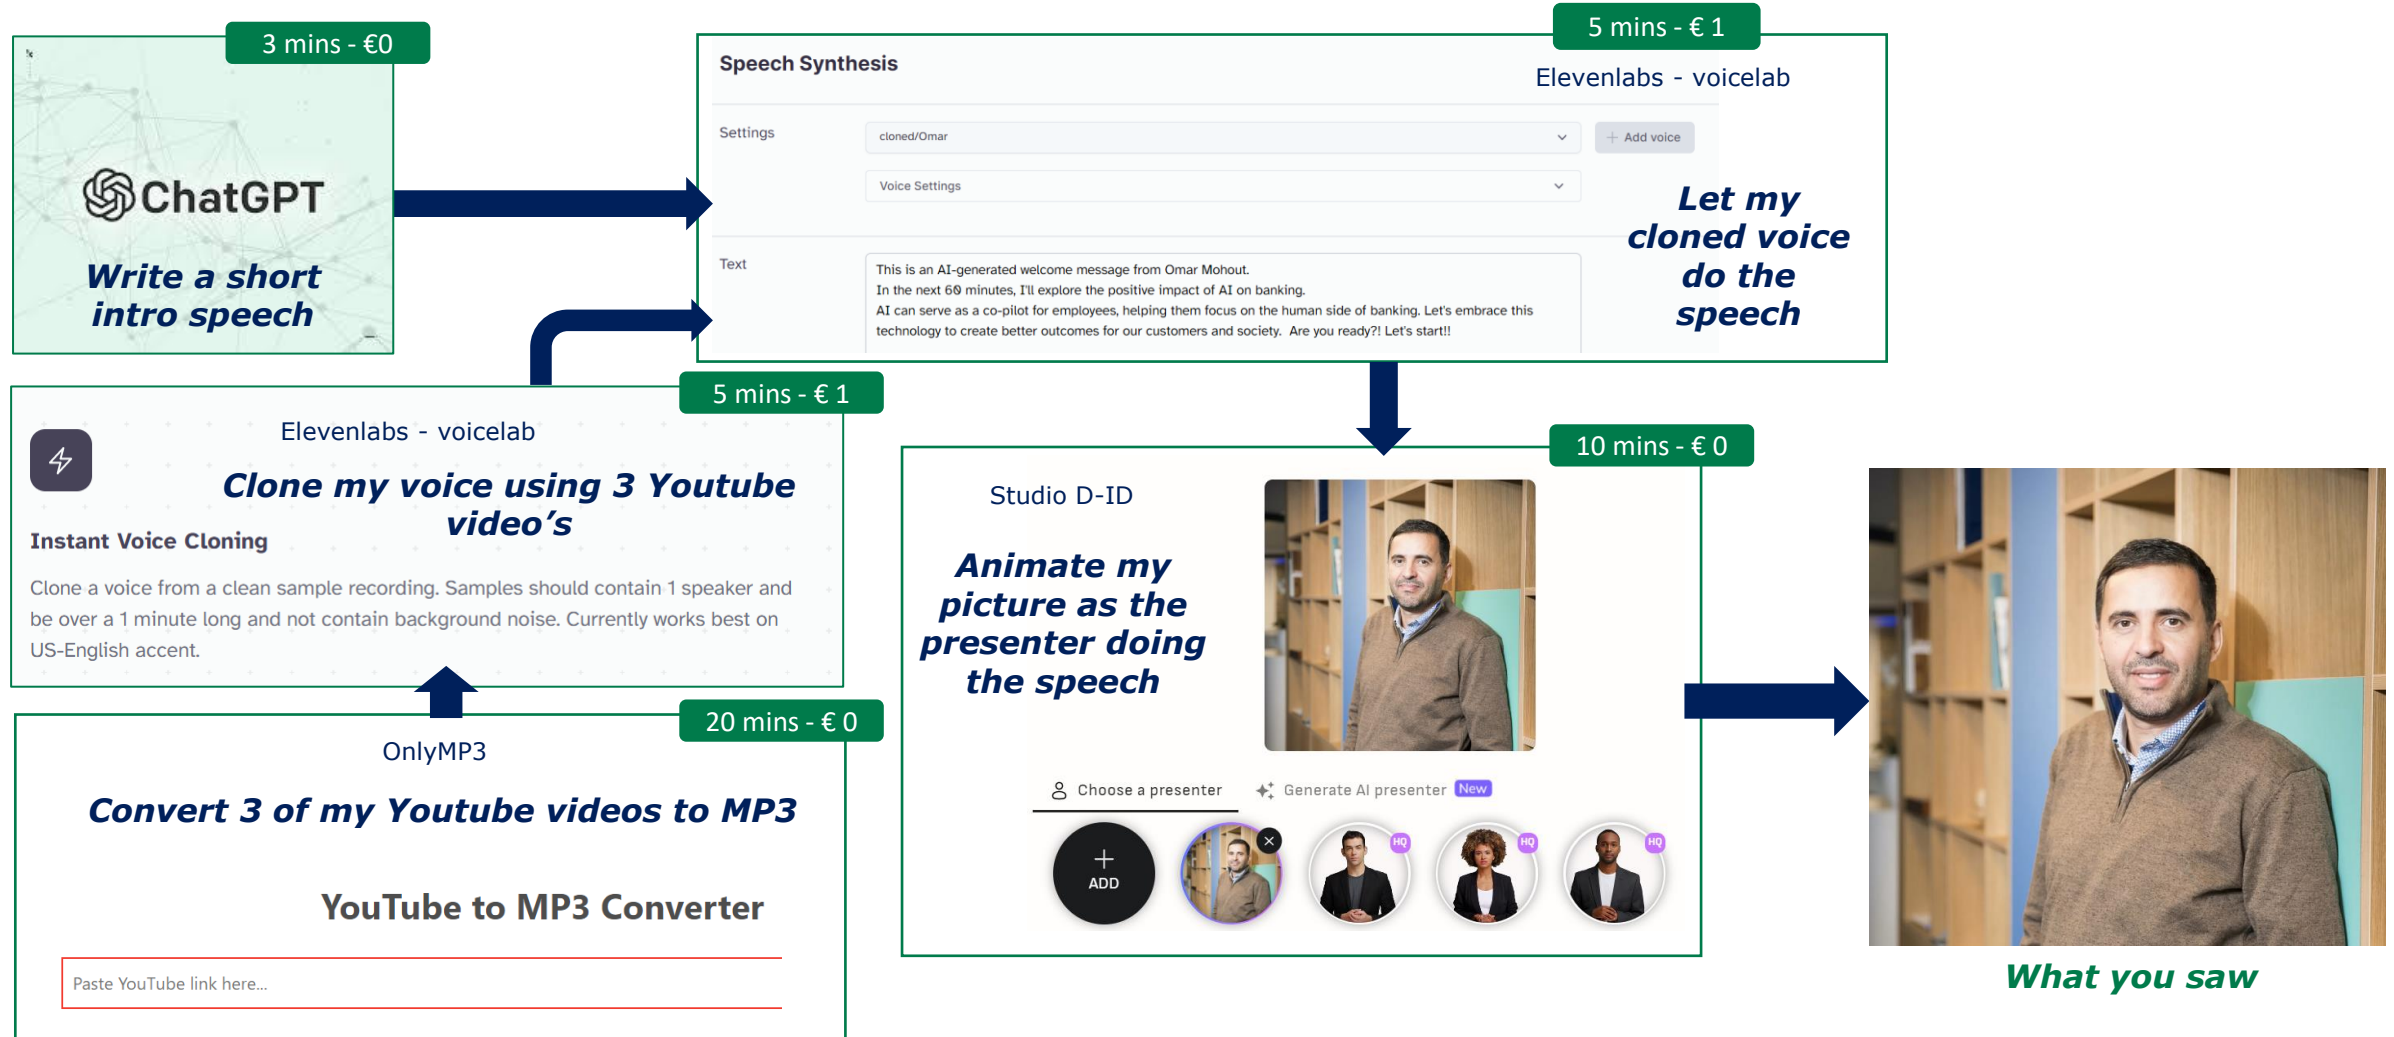 3 mins - €0
ChatGPT
Write a short
intro speech
5 mins - € 1
Speech Synthesis
Elevenlabs - voicelab
Settings
cloned/Omar
+ Add voice
Voice Settings
Let my
cloned voice
do the
speech
Text
This is an AI-generated welcome message from Omar Mohout.
In the next 60 minutes, I'll explore the positive impact of AI on banking.
AI can serve as a co-pilot for employees, helping them focus on the human side of banking. Let's embrace this
technology to create better outcomes for our customers and society.  Are you ready?! Let's start!!
5 mins - € 1
Elevenlabs - voicelab
Clone my voice using 3 Youtube
video’s
Instant Voice Cloning
Clone a voice from a clean sample recording. Samples should contain 1 speaker and
be over a 1 minute long and not contain background noise. Currently works best on
US-English accent.
20 mins - € 0
OnlyMP3
Convert 3 of my Youtube videos to MP3
YouTube to MP3 Converter
Paste YouTube link here...
10 mins - € 0
Studio D-ID
Animate my
picture as the
presenter doing
the speech
Choose a presenter
Generate AI presenter New
+
ADD
HQ
HQ
HQ
What you saw